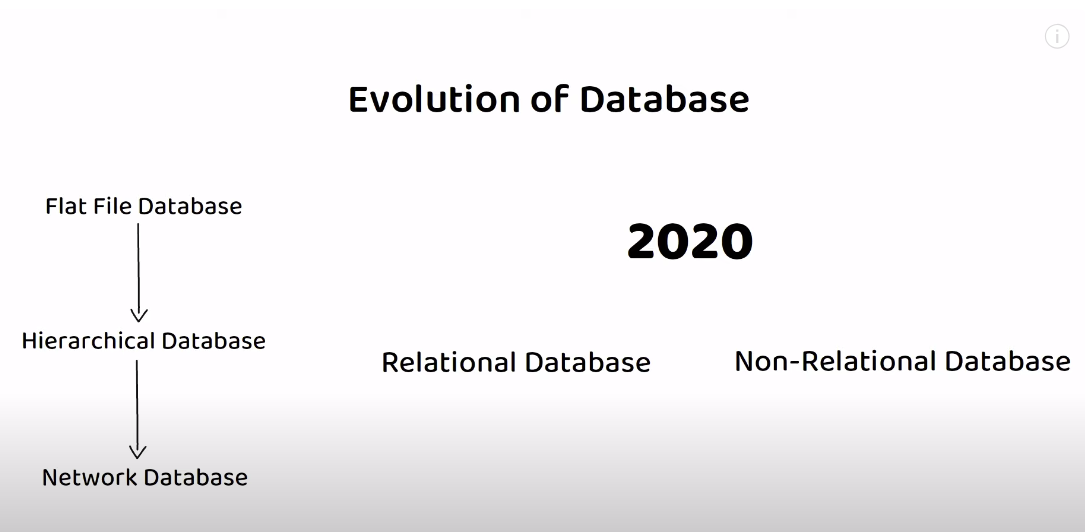 Evolution of Database
Flat File Database
Hierarchical Database
Network Database
2020
Relational Database
Non-Relational Database